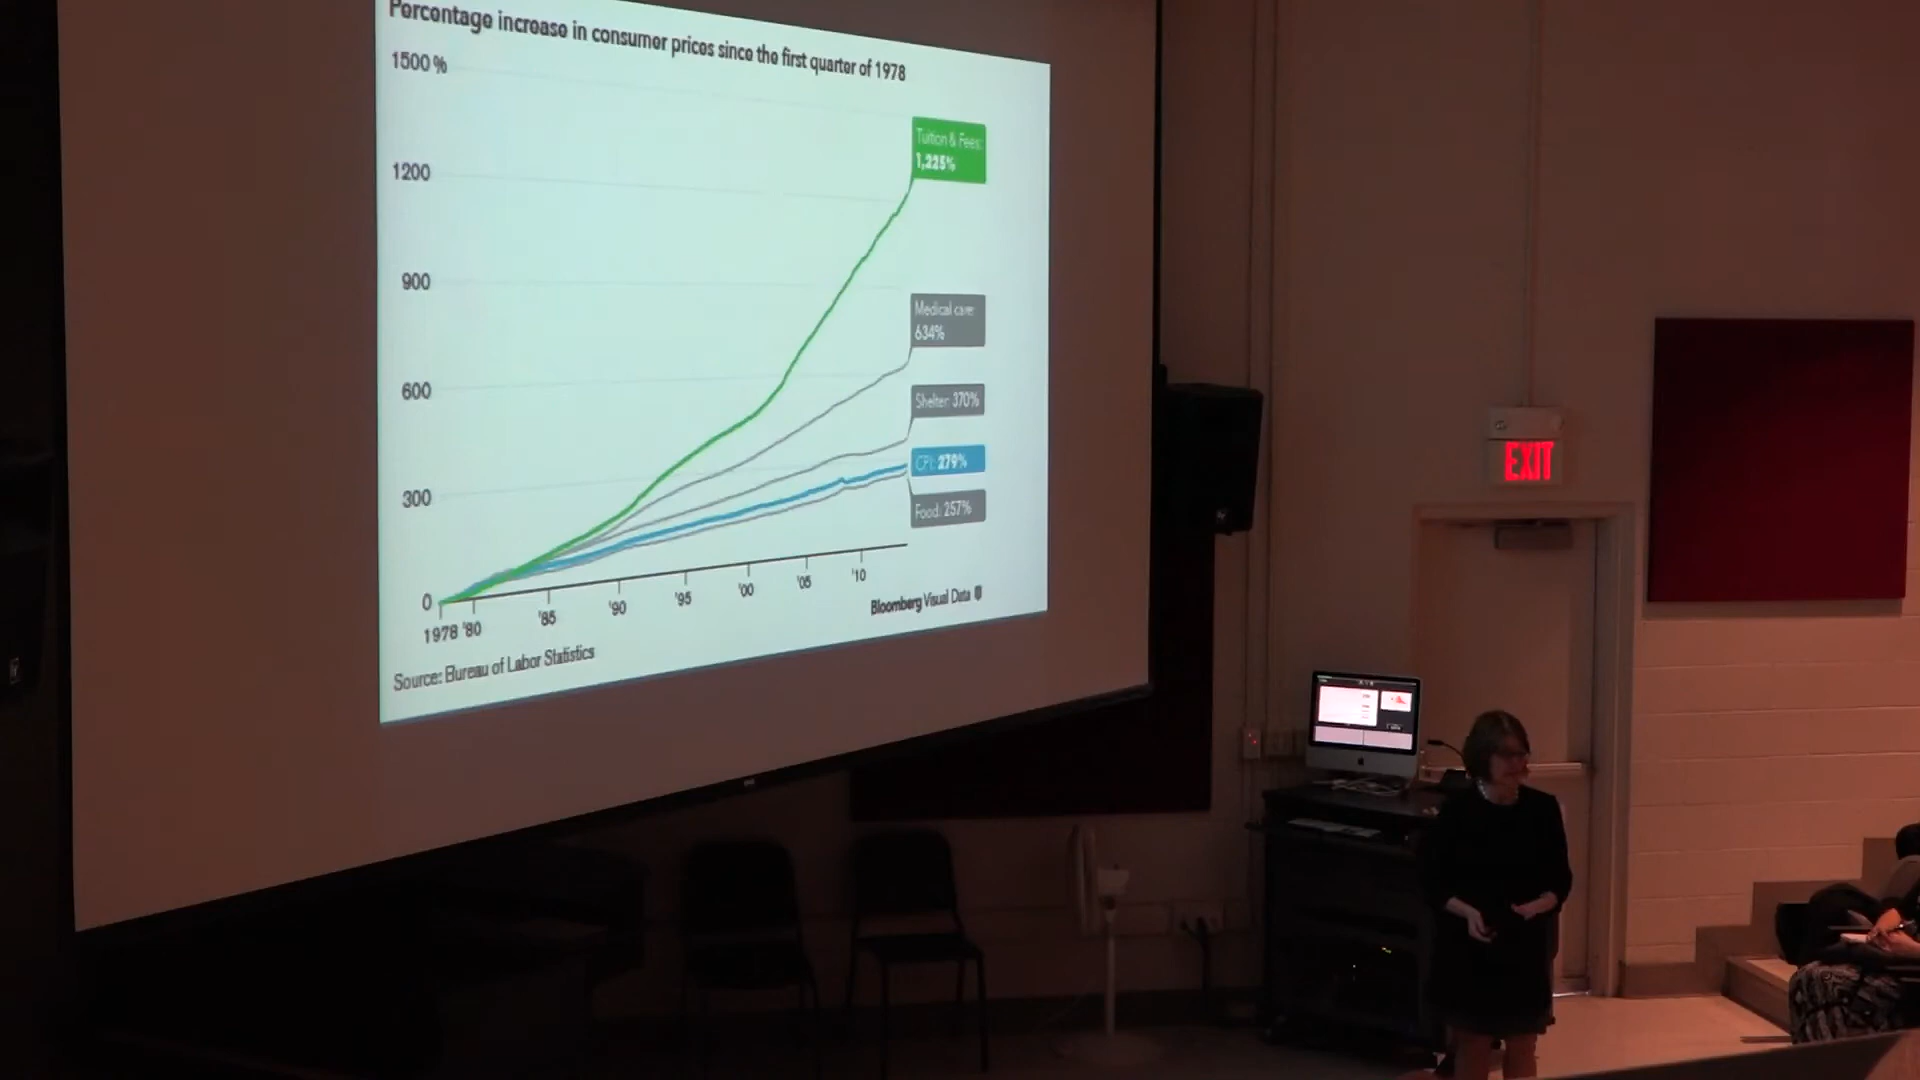 Percentage increase in consumer prices since the first quarter of 1978
1500 %
1200
900
600
300
0
Tuition & Fees:
1,225%
Medical care:
634%
Shelter: 370%
CPI: 279%
Food: 257%
1978 '80 '85 '90 '95 '00 '05 '10
Bloomberg Visual Data
Source: Bureau of Labor Statistics
EXIT